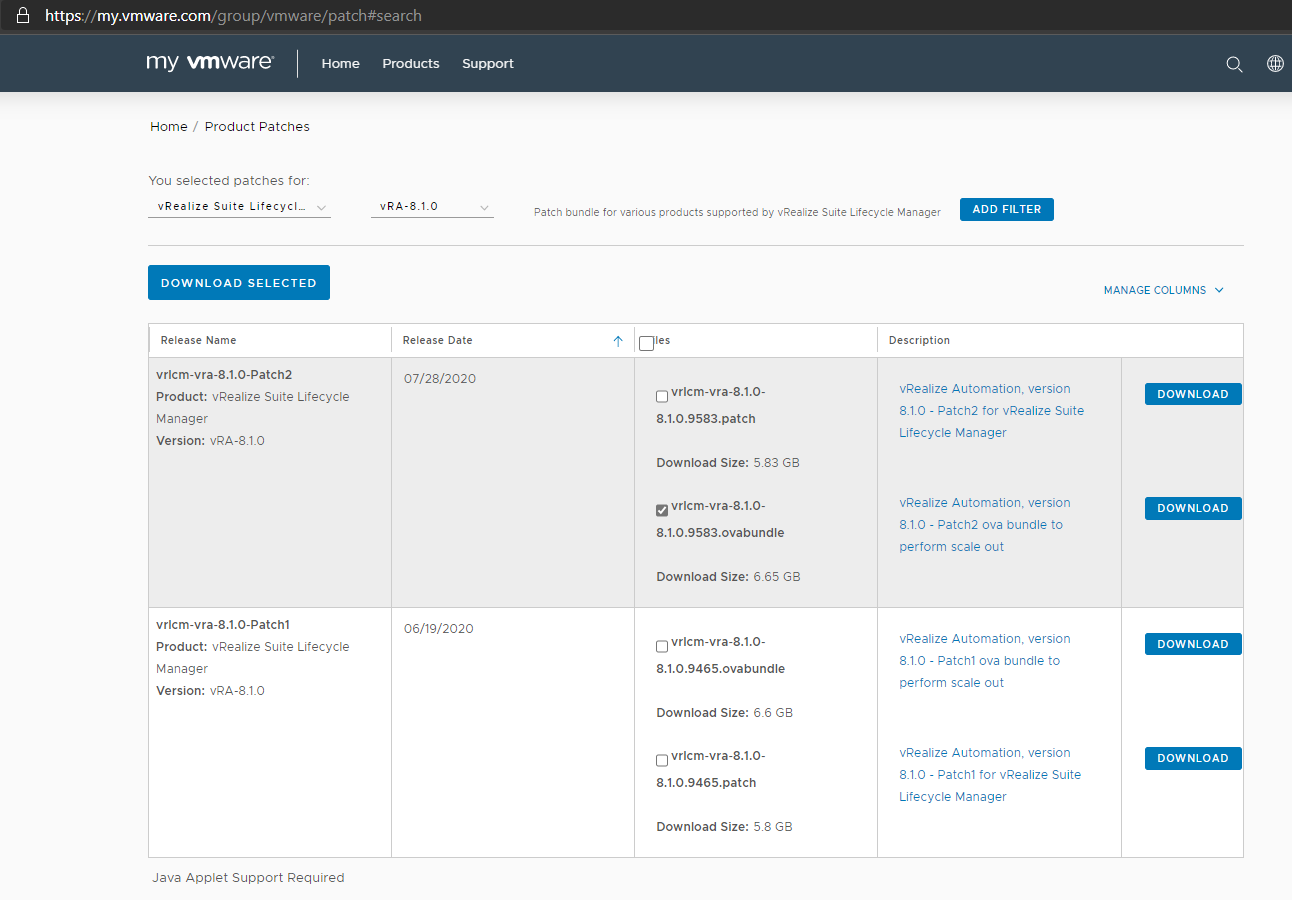 https://my.vmware.com/group/vmware/patch#search
my vmware® Home Products Support
Home / Product Patches
You selected patches for:
vRealize Suite Lifecycl... vRA-8.1.0 Patch bundle for various products supported by vRealize Suite Lifecycle Manager ADD FILTER
DOWNLOAD SELECTED
MANAGE COLUMNS
Release Name Release Date les Description
vrlcm-vra-8.1.0-Patch2
Product: vRealize Suite Lifecycle
Manager
Version: vRA-8.1.0
07/28/2020
vrlcm-vra-8.1.0-
8.1.0.9583.patch
Download Size: 5.83 GB
vRealize Automation, version
8.1.0 - Patch2 for vRealize Suite
Lifecycle Manager
DOWNLOAD
vrlcm-vra-8.1.0-
8.1.0.9583.ovabundle
Download Size: 6.65 GB
vRealize Automation, version
8.1.0 - Patch2 ova bundle to
perform scale out
DOWNLOAD
vrlcm-vra-8.1.0-Patch1
Product: vRealize Suite Lifecycle
Manager
Version: vRA-8.1.0
06/19/2020
vrlcm-vra-8.1.0-
8.1.0.9465.ovabundle
Download Size: 6.6 GB
vRealize Automation, version
8.1.0 - Patch1 ova bundle to
perform scale out
DOWNLOAD
vrlcm-vra-8.1.0-
8.1.0.9465.patch
Download Size: 5.8 GB
vRealize Automation, version
8.1.0 - Patch1 for vRealize Suite
Lifecycle Manager
DOWNLOAD
Java Applet Support Required